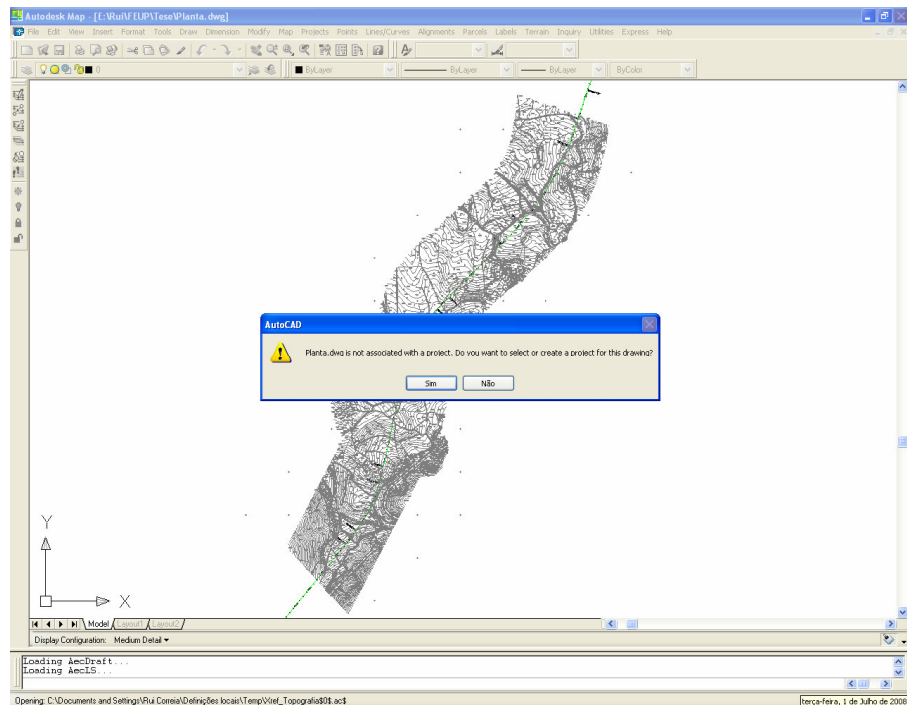 Autodesk Map - [E:\Rui\FEUP\Tese\Planta.dwg]
File Edit View Insert Format Tools Draw Dimension Modify Map Projects Points Lines/Curves Alignments Parcels Labels Terrain Inquiry Utilities Express Help
0 ByLayer ByLayer ByLayer ByColor
AutoCAD
Planta.dwg is not associated with a project. Do you want to select or create a project for this drawing?
Sim Não
Y
X
Model Layout1 Layout2
Display Configuration: Medium Detail
Loading AecDraft...
Loading AecLS...
Opening: C:\Documents and Settings\Rui Correia\Definições locais\Temp\Xref_Topografia$0$.ac$
terça-feira, 1 de Julho de 2008